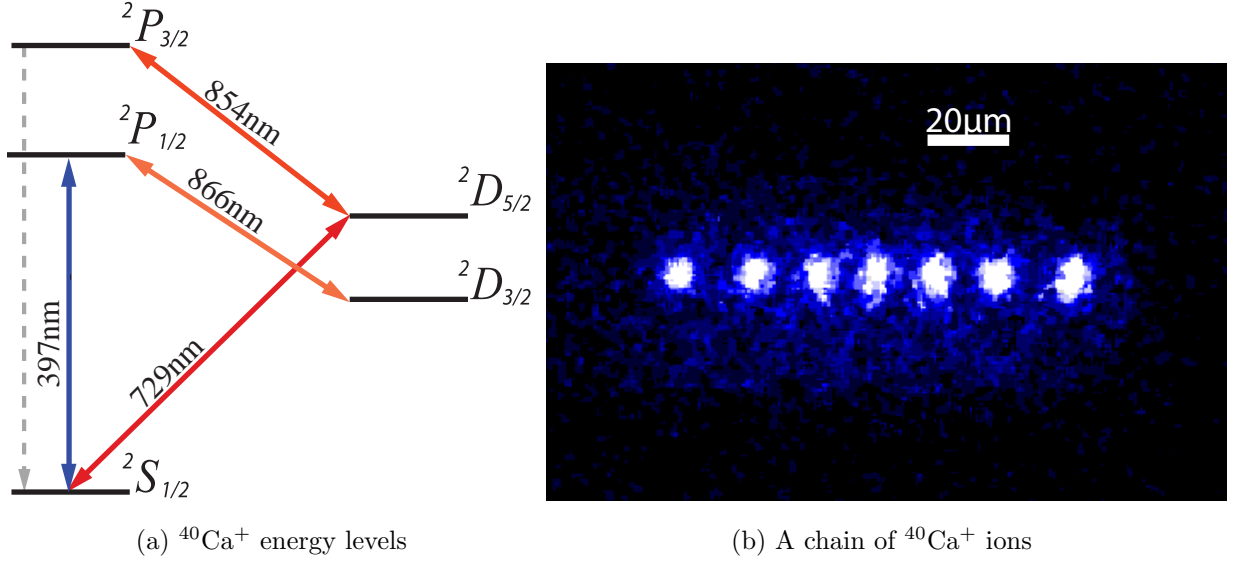 ²P₃/₂
854nm
²P₁/₂
866nm
²D₅/₂
²D₃/₂
397nm
729nm
²S₁/₂
(a) ⁴⁰Ca⁺ energy levels
20μm
(b) A chain of ⁴⁰Ca⁺ ions